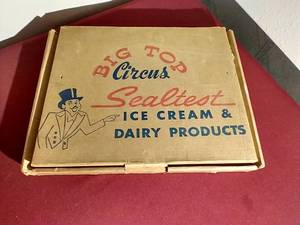 BIG TOP
Circus
Sealtest
ICE CREAM &
DAIRY PRODUCTS